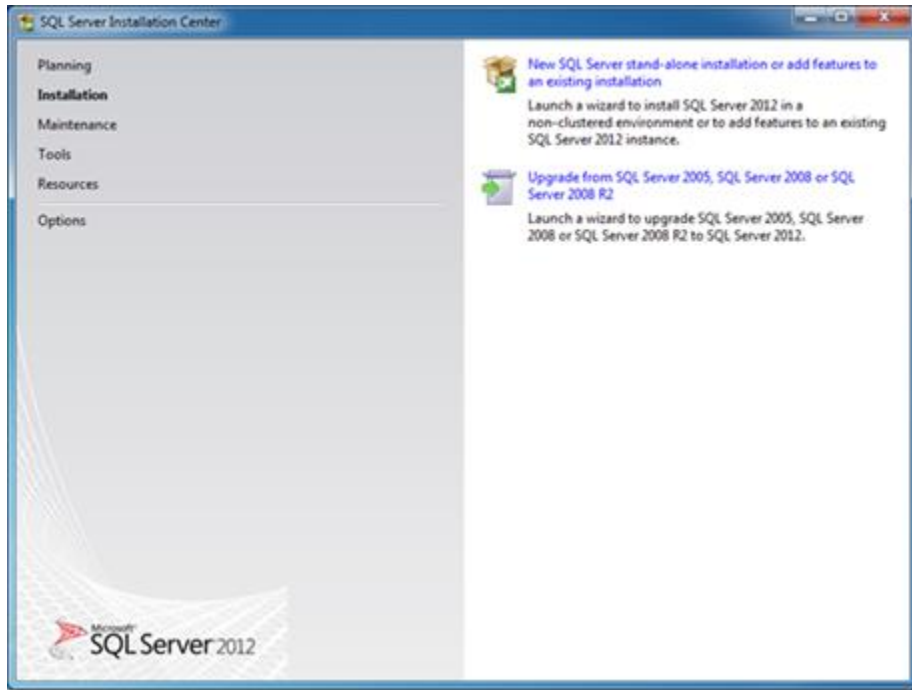 SQL Server Installation Center
Planning
Installation
Maintenance
Tools
Resources
Options
New SQL Server stand-alone installation or add features to
an existing installation
Launch a wizard to install SQL Server 2012 in a
non-clustered environment or to add features to an existing
SQL Server 2012 instance.
Upgrade from SQL Server 2005, SQL Server 2008 or SQL
Server 2008 R2
Launch a wizard to upgrade SQL Server 2005, SQL Server
2008 or SQL Server 2008 R2 to SQL Server 2012.
Microsoft
SQL Server 2012